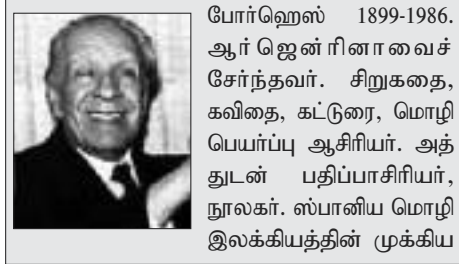 போர்ஹெஸ் 1899-1986.
ஆர்ஜென்ரினாவைச்
சேர்ந்தவர். சிறுகதை,
கவிதை, கட்டுரை, மொழி
பெயர்ப்பு ஆசிரியர். அத்
துடன் பதிப்பாசிரியர்,
நூலகர். ஸ்பானிய மொழி
இலக்கியத்தின் முக்கிய